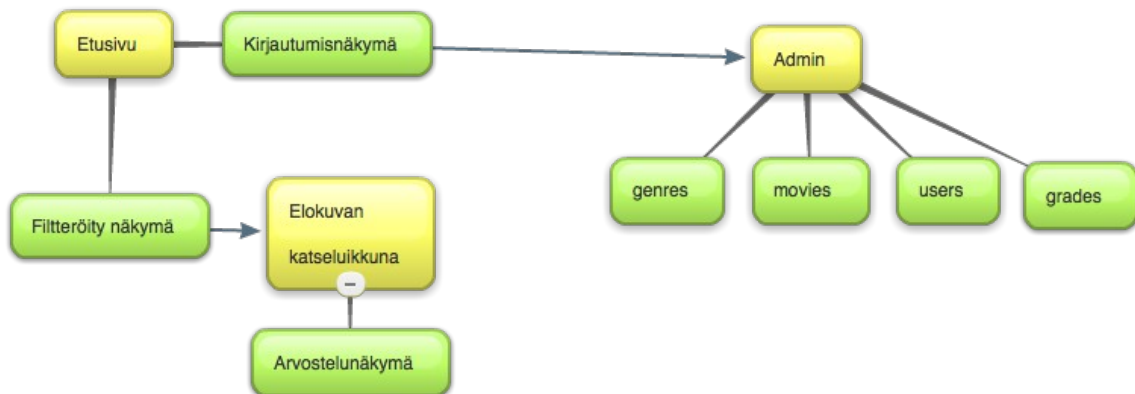 Etusivu
Kirjautumisnäkymä
Admin
genres
movies
users
grades
Filtteröity näkymä
Elokuvan
katseluikkuna
Arvostelunäkymä